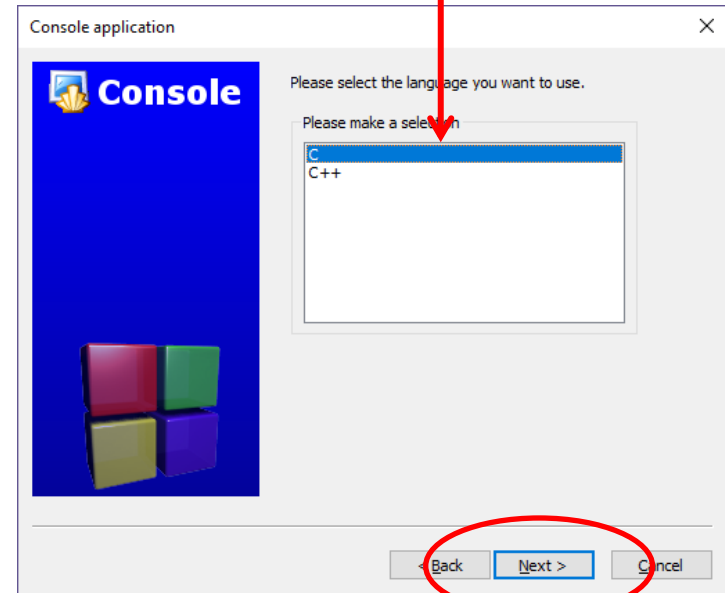 Console application
Console
Please select the language you want to use.
Please make a selection
C
C++
< Back
Next >
Cancel